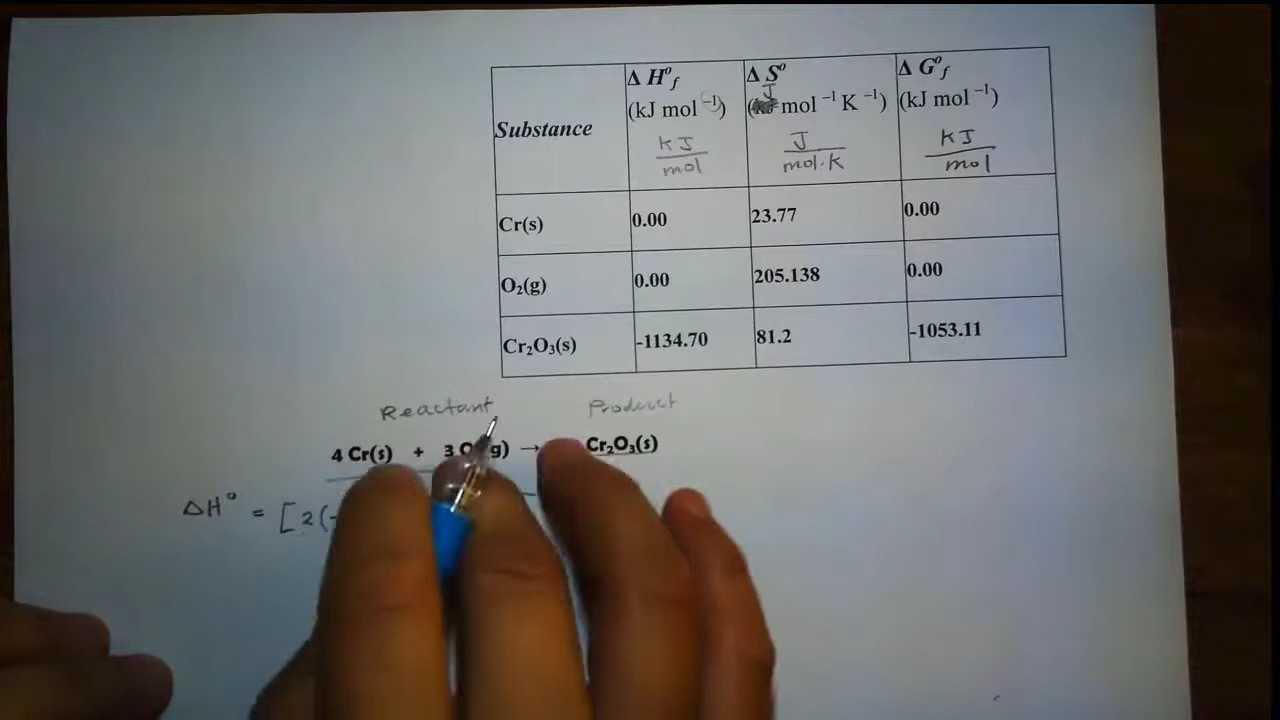 Substance Δ H°f (kJ mol⁻¹) kJ/mol Δ S° (J mol⁻¹ K⁻¹) J/mol·K Δ G°f (kJ mol⁻¹) kJ/mol
Cr(s) 0.00 23.77 0.00
O₂(g) 0.00 205.138 0.00
Cr₂O₃(s) -1134.70 81.2 -1053.11
Reactant Product
4 Cr(s) + 3 g) → Cr₂O₃(s)
ΔH° = [2(-